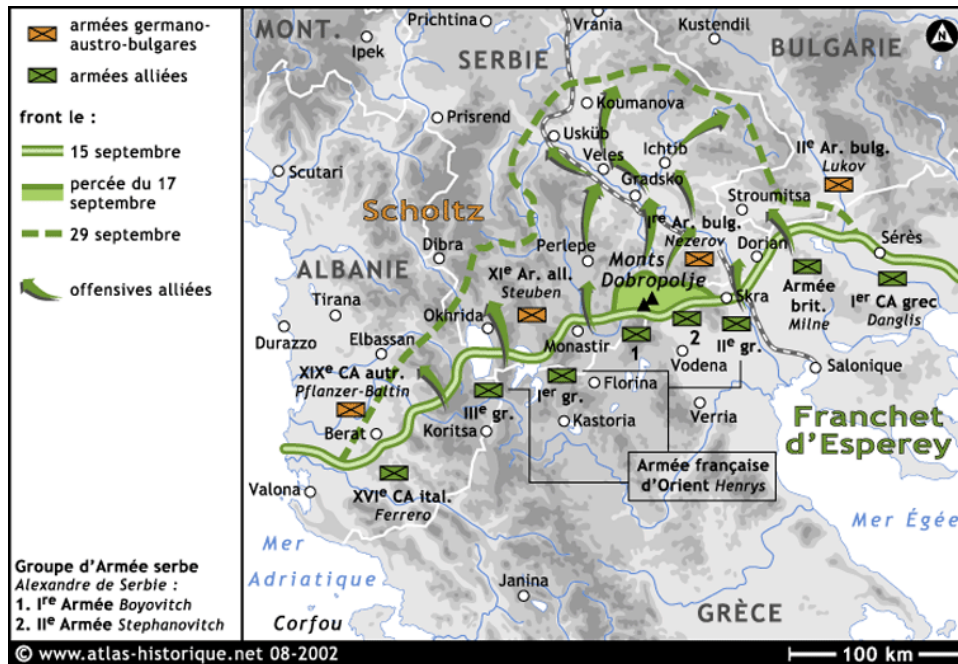 armées germano-
austro-bulgares
armées alliées
front le :
15 septembre
percée du 17
septembre
29 septembre
offensives alliées
Groupe d'Armée serbe
Alexandre de Serbie :
1. Ire Armée Boyovitch
2. IIe Armée Stephanovitch
MONT.
Prichtina
Vrania
Kustendil
Ipek
SERBIE
BULGARIE
N
Koumanova
Prisrend
Usküb
Scutari
Veles
Ichtib
IIe Ar. bulg.
Lukov
Gradsko
Stroumitsa
Scholtz
Ire Ar. bulg.
Nezerov
Dibra
Perlepe
Dorian
Sérès
ALBANIE
XIe Ar. all.
Steuben
Monts
Dobropolje
Armée
brit.
Milne
Ier CA grec
Danglis
Tirana
Okhrida
Skra
Durazzo
Elbassan
Monastir
1
2
IIe gr.
Vodena
Salonique
XIXe CA autr.
Pflanzer-Baltin
IIIe gr.
Ier gr.
Florina
Verria
Berat
Koritsa
Kastoria
Franchet
d'Esperey
Armée française
d'Orient Henrys
Valona
XVIe CA ital.
Ferrero
Mer Égée
Mer
Adriatique
Janina
Corfou
GRÈCE
© www.atlas-historique.net 08-2002
100 km